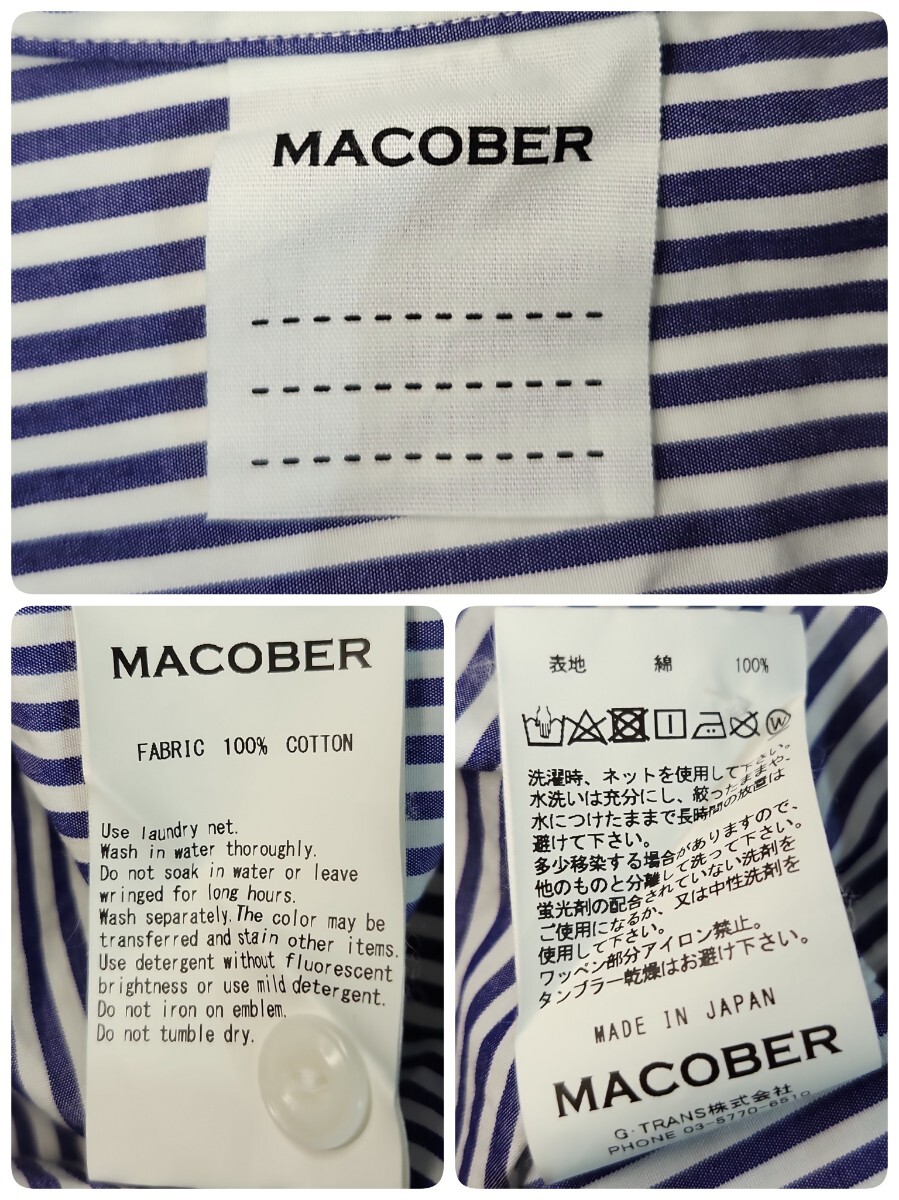 MACOBER
MACOBER
FABRIC 100% COTTON
Use laundry net.
Wash in water thoroughly.
Do not soak in water or leave
wringed for long hours.
Wash separately. The color may be
transferred and stain other items.
Use detergent without fluorescent
brightness or use mild detergent.
Do not iron on emblem.
Do not tumble dry.
表地 綿 100%
洗濯時、ネットを使用して下さい。
水洗いは充分にし、絞ったままや、
水につけたままで長時間の放置は
避けて下さい。
多少移染する場合がありますので、
他のものと分離して洗って下さい。
蛍光剤の配合されていない洗剤を
ご使用になるか、又は中性洗剤を
使用して下さい。
ワッペン部分アイロン禁止。
タンブラー乾燥はお避け下さい。
MADE IN JAPAN
MACOBER
G・TRANS株式会社
PHONE 03-5770-6510